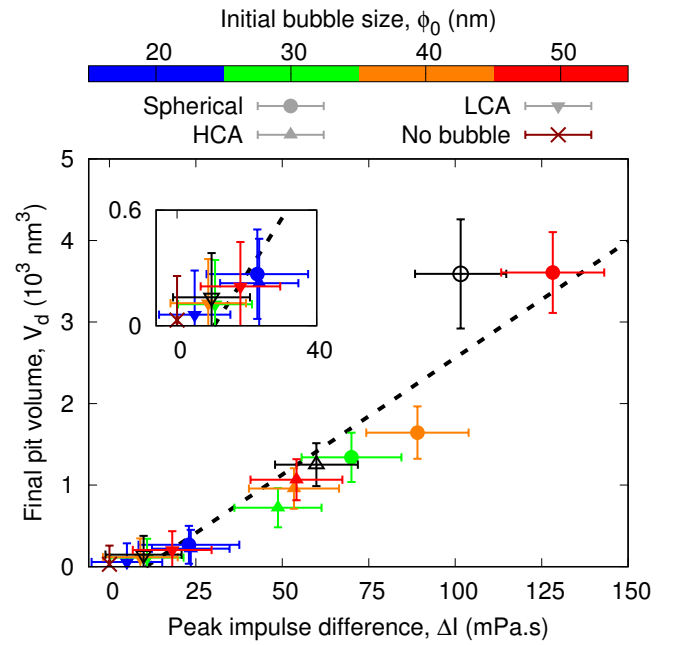 Initial bubble size, ϕ₀ (nm)
20 30 40 50
Spherical LCA
HCA No bubble
Final pit volume, V_d (10³ nm³)
5
4
3
2
1
0
0.6
0
0 40
0 25 50 75 100 125 150
Peak impulse difference, ΔI (mPa.s)